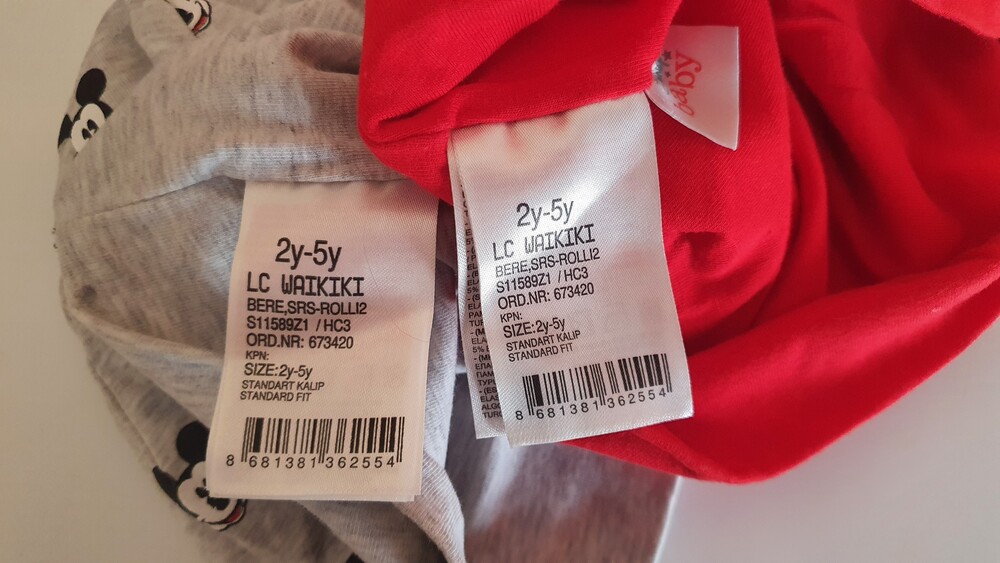 2y-5y
LC WAIKIKI
BERE,SRS-ROLLI2
S11589Z1 / HC3
ORD.NR: 673420
KPN:
SIZE:2y-5y
STANDART KALIP
STANDARD FIT
8 681381 362554
baby
2y-5y
LC WAIKIKI
BERE,SRS-ROLLI2
S11589Z1 / HC3
ORD.NR: 673420
KPN:
SIZE:2y-5y
STANDART KALIP
STANDARD FIT
8 681381 362554